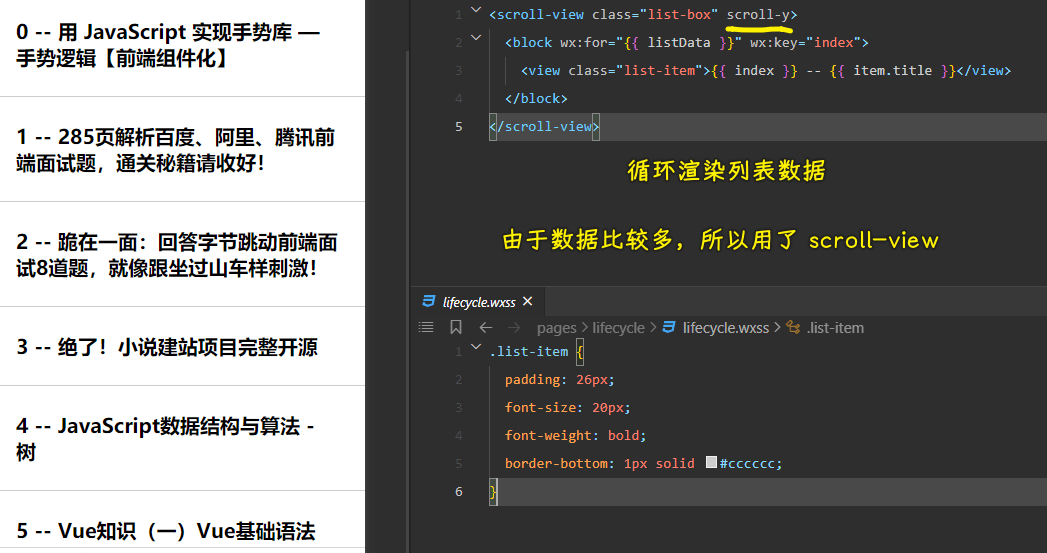 0 -- 用 JavaScript 实现手势库 —
手势逻辑【前端组件化】
1 -- 285页解析百度、阿里、腾讯前
端面试题，通关秘籍请收好！
2 -- 跪在一面：回答字节跳动前端面
试8道题，就像跟坐过山车样刺激！
3 -- 绝了！小说建站项目完整开源
4 -- JavaScript数据结构与算法 -
树
5 -- Vue知识（一）Vue基础语法
1 <scroll-view class="list-box" scroll-y>
2 <block wx:for="{{ listData }}" wx:key="index">
3 <view class="list-item">{{ index }} -- {{ item.title }}</view>
4 </block>
5 </scroll-view>
循环渲染列表数据
由于数据比较多，所以用了 scroll-view
lifecycle.wxss
pages > lifecycle > lifecycle.wxss > .list-item
1 .list-item {
2 padding: 26px;
3 font-size: 20px;
4 font-weight: bold;
5 border-bottom: 1px solid #cccccc;
6 }